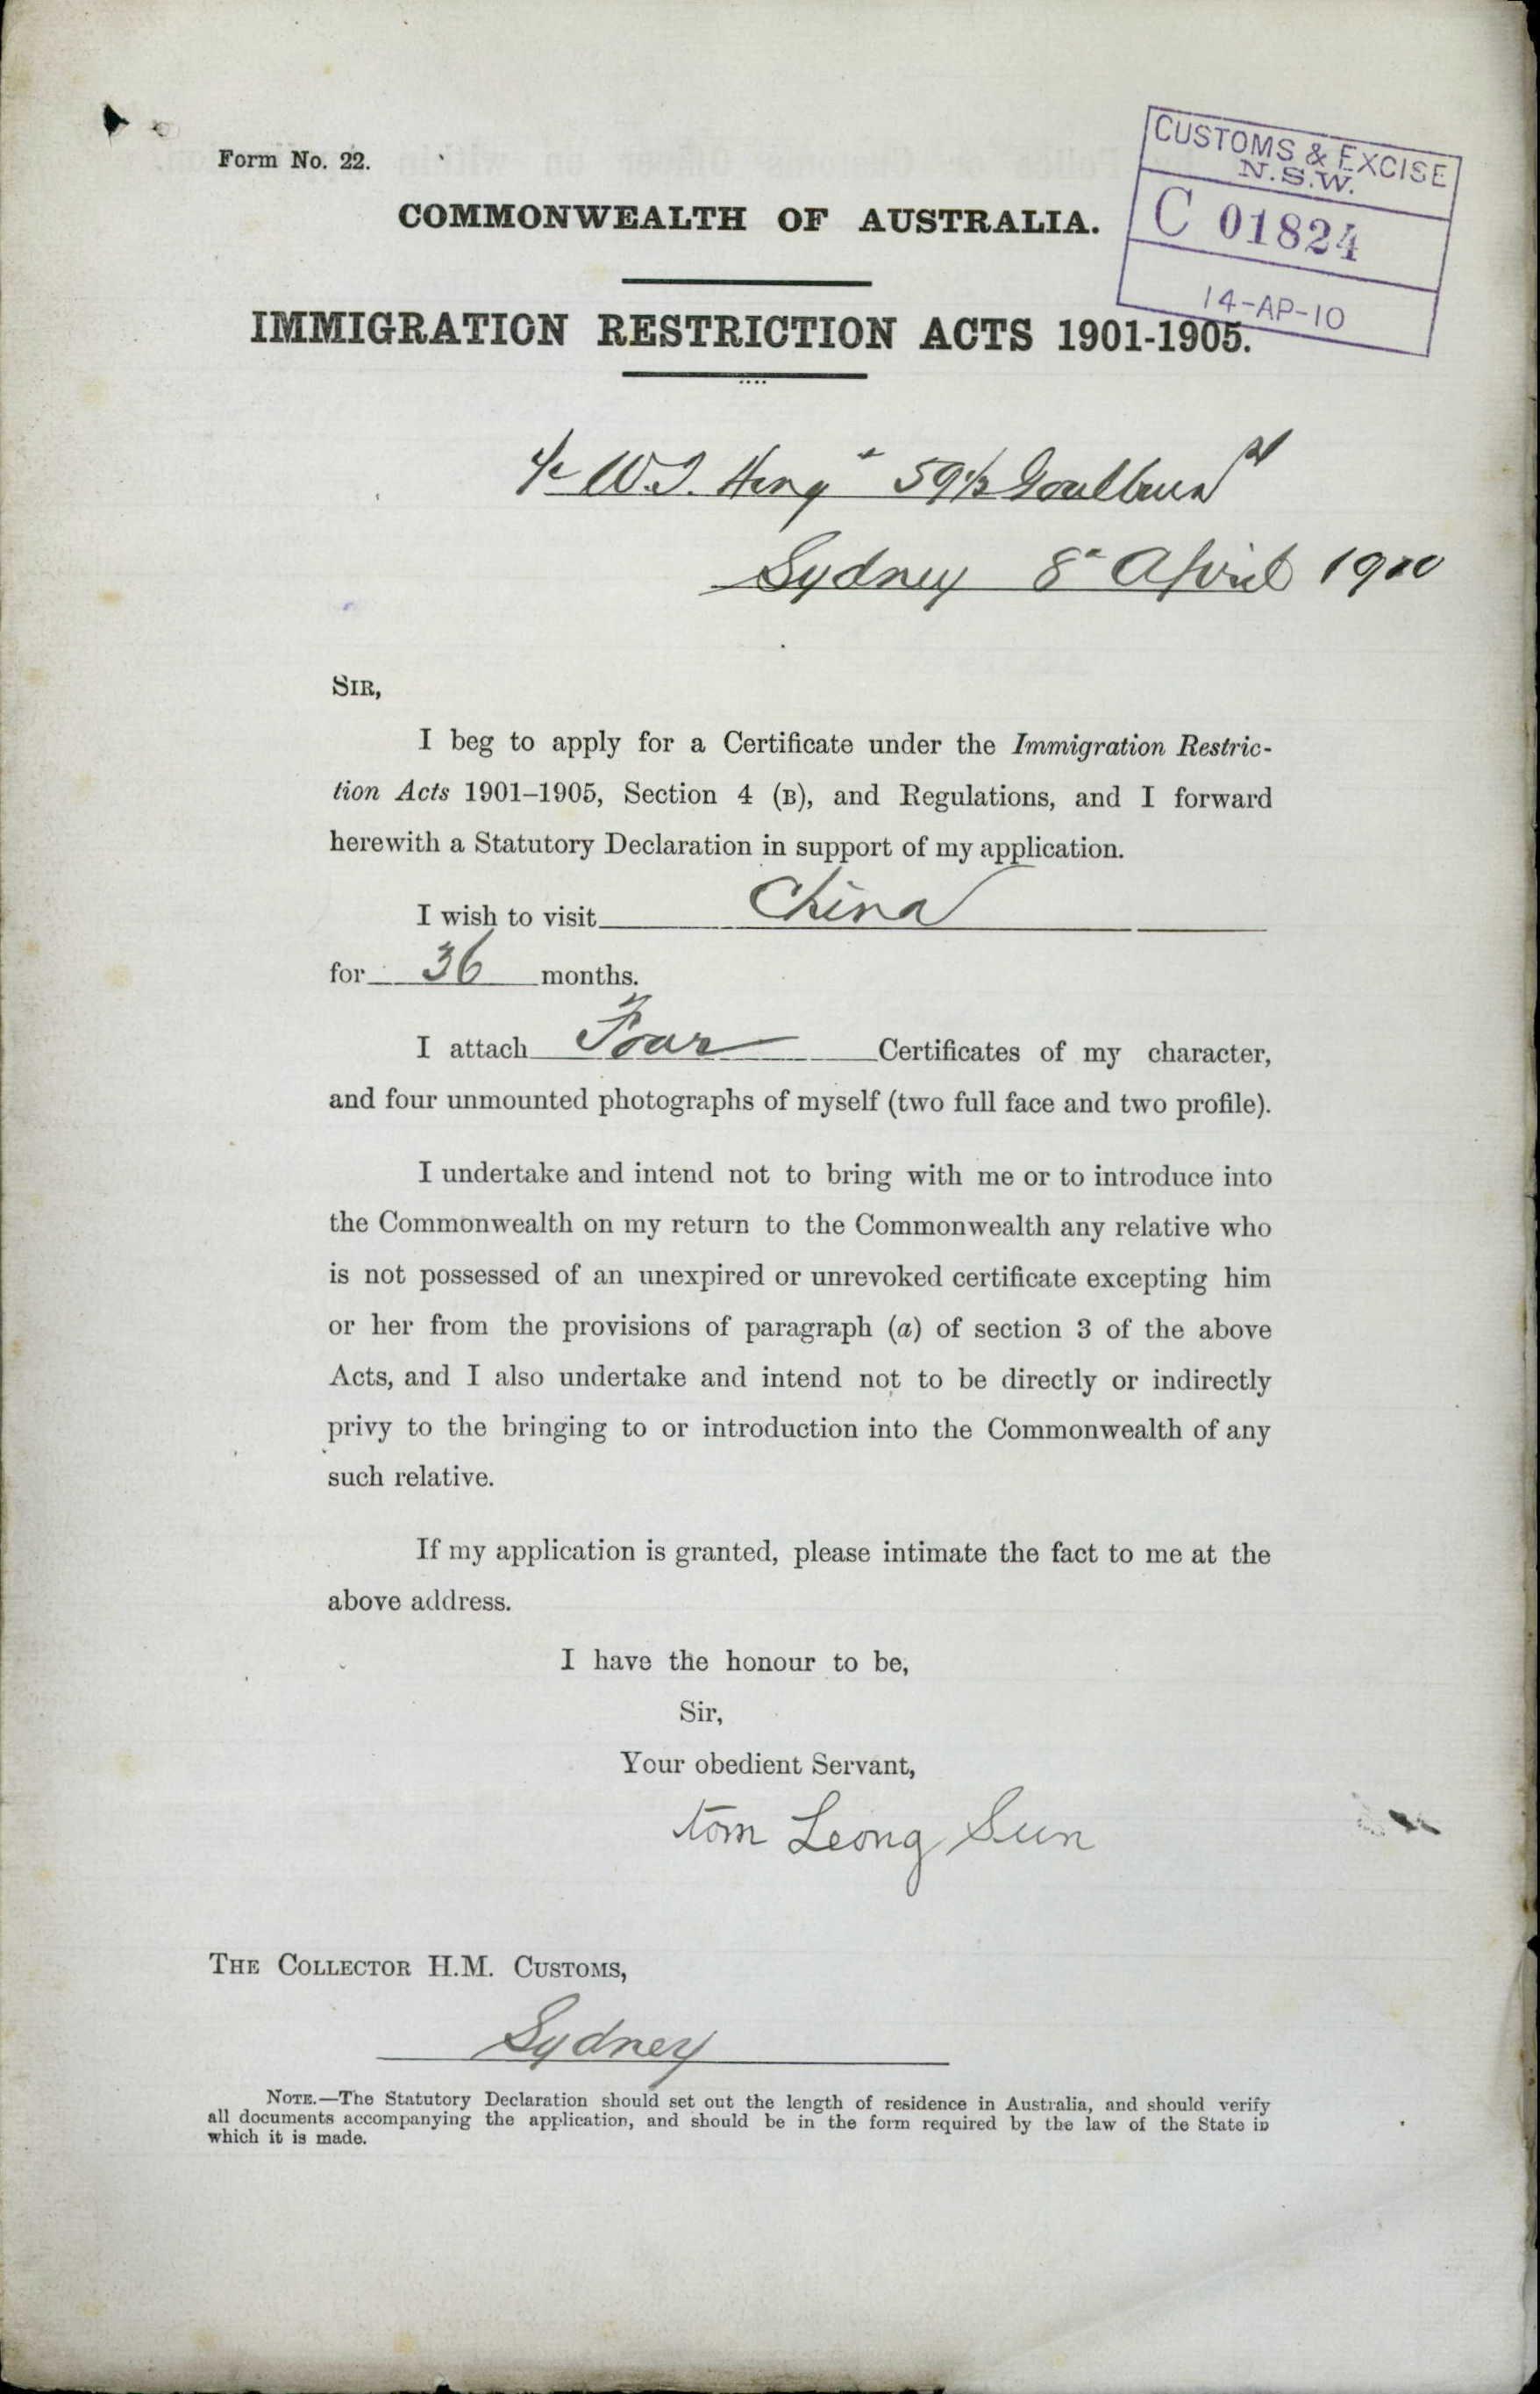 Form No. 22.
CUSTOMS & EXCISE
N.S.W.
C 01824
14-AP-10
COMMONWEALTH OF AUSTRALIA.
IMMIGRATION RESTRICTION ACTS 1901-1905.
c/- W. J. Hing 59½ Goulburn St
Sydney 8th April 1910
SIR,
I beg to apply for a Certificate under the Immigration Restric-
tion Acts 1901–1905, Section 4 (B), and Regulations, and I forward
herewith a Statutory Declaration in support of my application.
I wish to visit China
for 36 months.
I attach Four Certificates of my character,
and four unmounted photographs of myself (two full face and two profile).
I undertake and intend not to bring with me or to introduce into
the Commonwealth on my return to the Commonwealth any relative who
is not possessed of an unexpired or unrevoked certificate excepting him
or her from the provisions of paragraph (a) of section 3 of the above
Acts, and I also undertake and intend not to be directly or indirectly
privy to the bringing to or introduction into the Commonwealth of any
such relative.
If my application is granted, please intimate the fact to me at the
above address.
I have the honour to be,
Sir,
Your obedient Servant,
tom Leong Sun
THE COLLECTOR H.M. CUSTOMS,
Sydney
NOTE.—The Statutory Declaration should set out the length of residence in Australia, and should verify
all documents accompanying the application, and should be in the form required by the law of the State in
which it is made.